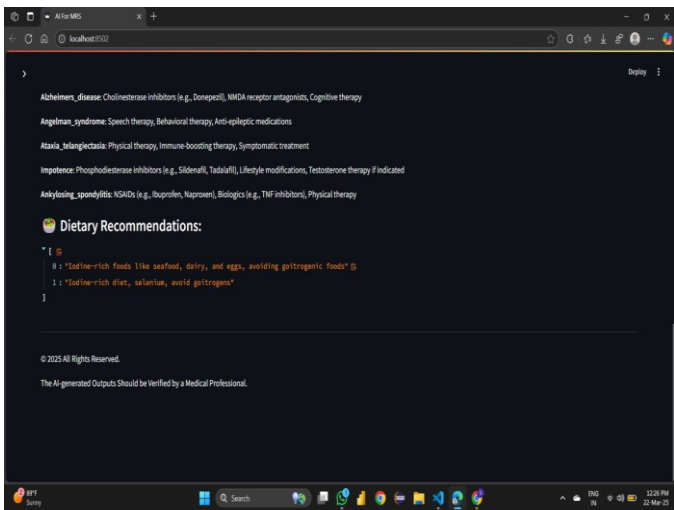 AI For MRS
localhost:8502
Deploy
Alzheimers_disease: Cholinesterase inhibitors (e.g., Donepezil), NMDA receptor antagonists, Cognitive therapy
Angelman_syndrome: Speech therapy, Behavioral therapy, Anti-epileptic medications
Ataxia_telangiectasia: Physical therapy, Immune-boosting therapy, Symptomatic treatment
Impotence: Phosphodiesterase inhibitors (e.g., Sildenafil, Tadalafil), Lifestyle modifications, Testosterone therapy if indicated
Ankylosing_spondylitis: NSAIDs (e.g., Ibuprofen, Naproxen), Biologics (e.g., TNF inhibitors), Physical therapy
Dietary Recommendations:
[
0 : "Iodine-rich foods like seafood, dairy, and eggs, avoiding goitrogenic foods"
1 : "Iodine-rich diet, selenium, avoid goitrogens"
]
© 2025 All Rights Reserved.
The AI-generated Outputs Should be Verified by a Medical Professional.
89°F
Sunny
Search
ENG
IN
12:26 PM
22-Mar-25